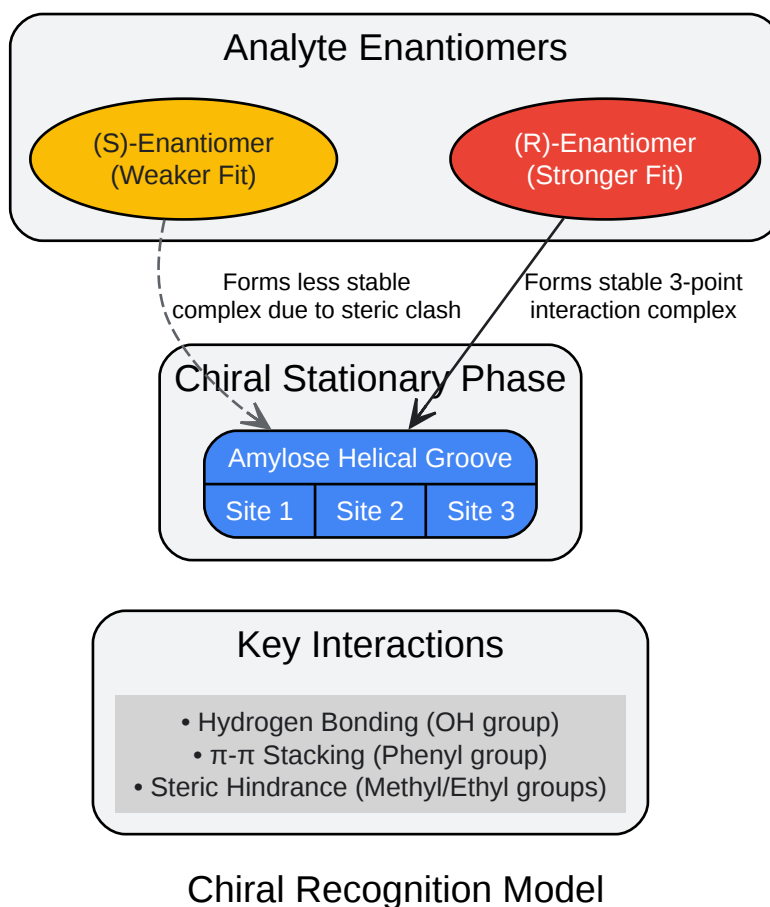 Analyte Enantiomers
(S)-Enantiomer
(Weaker Fit)
(R)-Enantiomer
(Stronger Fit)
Forms less stable
complex due to steric clash
Forms stable 3-point
interaction complex
Chiral Stationary Phase
Amylose Helical Groove
Site 1
Site 2
Site 3
Key Interactions
• Hydrogen Bonding (OH group)
• π-π Stacking (Phenyl group)
• Steric Hindrance (Methyl/Ethyl groups)
Chiral Recognition Model